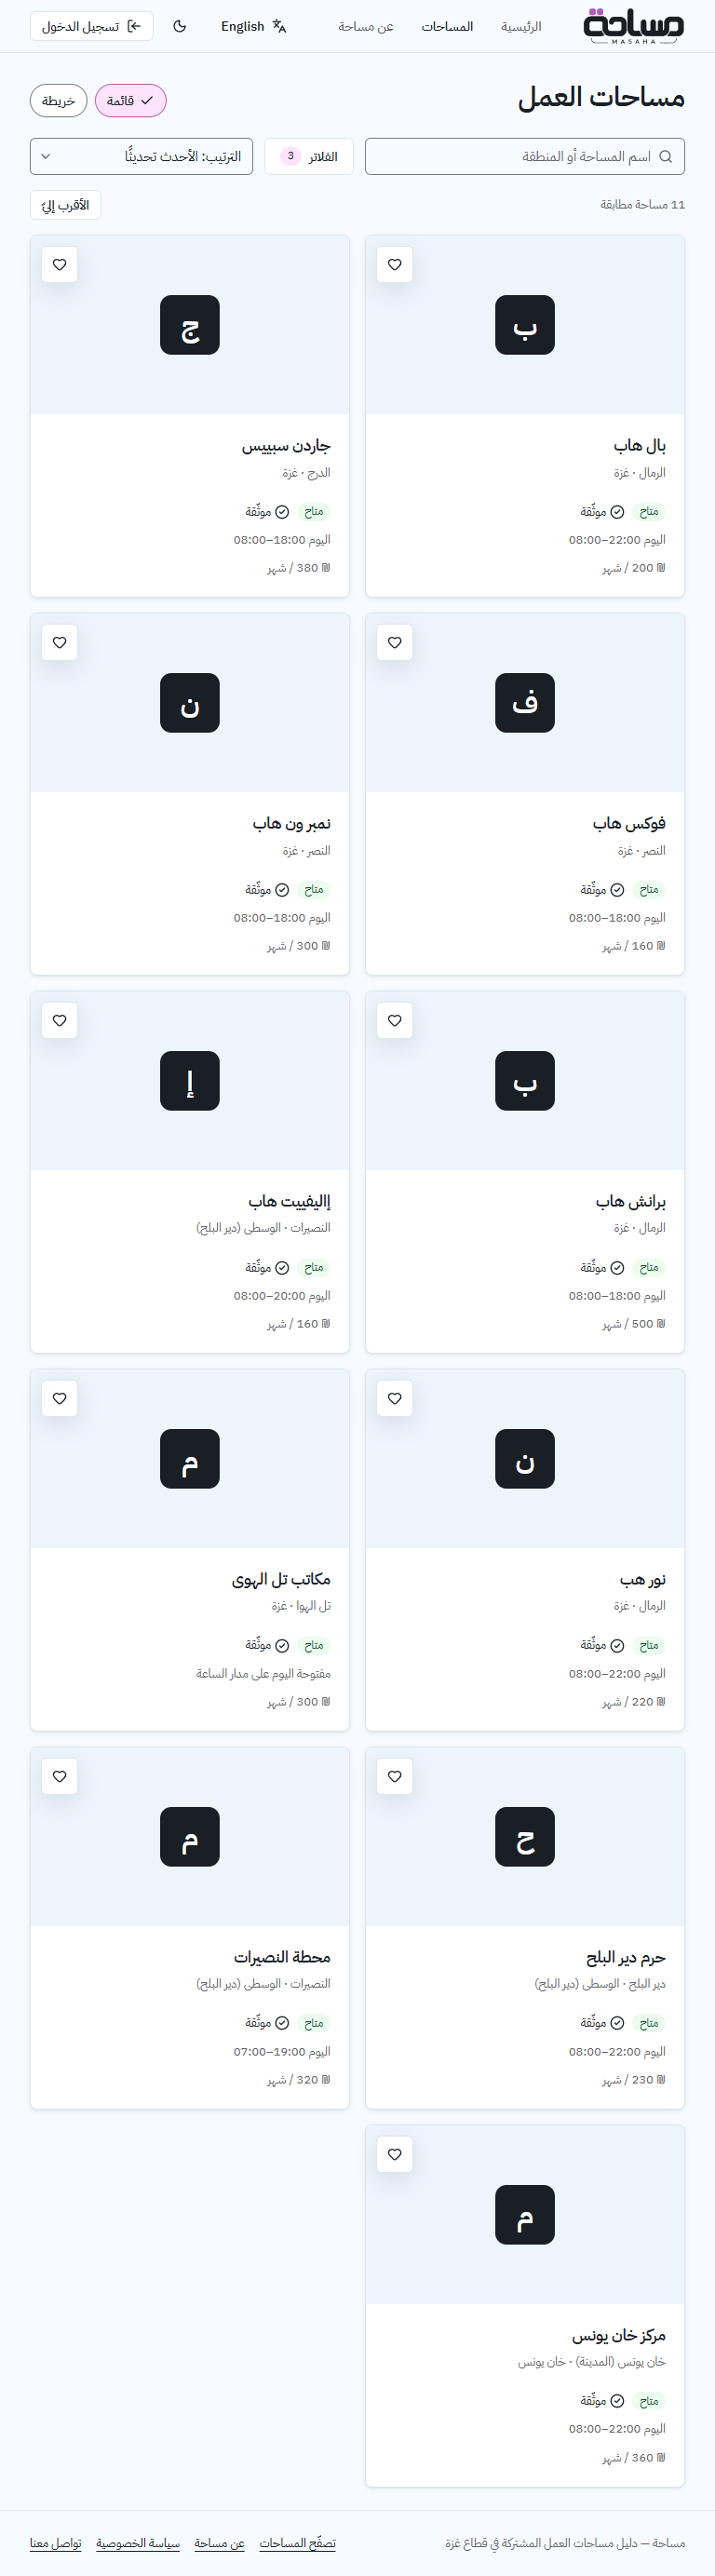 مساحة
MASAHA
الرئيسية
المساحات
عن مساحة
English
تسجيل الدخول
مساحات العمل
قائمة
خريطة
اسم المساحة أو المنطقة
الفلاتر 3
الترتيب: الأحدث تحديثًا
11 مساحة مطابقة
الأقرب إليّ
ب
بال هاب
الرمال · غزة
متاح موثّقة
اليوم 08:00–22:00
₪ 200 / شهر
ج
جاردن سبييس
الدرج · غزة
متاح موثّقة
اليوم 08:00–18:00
₪ 380 / شهر
ف
فوكس هاب
النصر · غزة
متاح موثّقة
اليوم 08:00–18:00
₪ 160 / شهر
ن
نمبر ون هاب
النصر · غزة
متاح موثّقة
اليوم 08:00–18:00
₪ 300 / شهر
ب
برانش هاب
الرمال · غزة
متاح موثّقة
اليوم 08:00–18:00
₪ 500 / شهر
إ
إاليفييت هاب
النصيرات · الوسطى (دير البلح)
متاح موثّقة
اليوم 08:00–20:00
₪ 160 / شهر
ن
نور هب
الرمال · غزة
متاح موثّقة
اليوم 08:00–22:00
₪ 220 / شهر
م
مكاتب تل الهوى
تل الهوا · غزة
متاح موثّقة
مفتوحة اليوم على مدار الساعة
₪ 300 / شهر
ح
حرم دير البلح
دير البلح · الوسطى (دير البلح)
متاح موثّقة
اليوم 08:00–22:00
₪ 230 / شهر
م
محطة النصيرات
النصيرات · الوسطى (دير البلح)
متاح موثّقة
اليوم 07:00–19:00
₪ 320 / شهر
م
مركز خان يونس
خان يونس (المدينة) · خان يونس
متاح موثّقة
اليوم 08:00–22:00
₪ 360 / شهر
مساحة — دليل مساحات العمل المشتركة في قطاع غزة
تصفّح المساحات
عن مساحة
سياسة الخصوصية
تواصل معنا